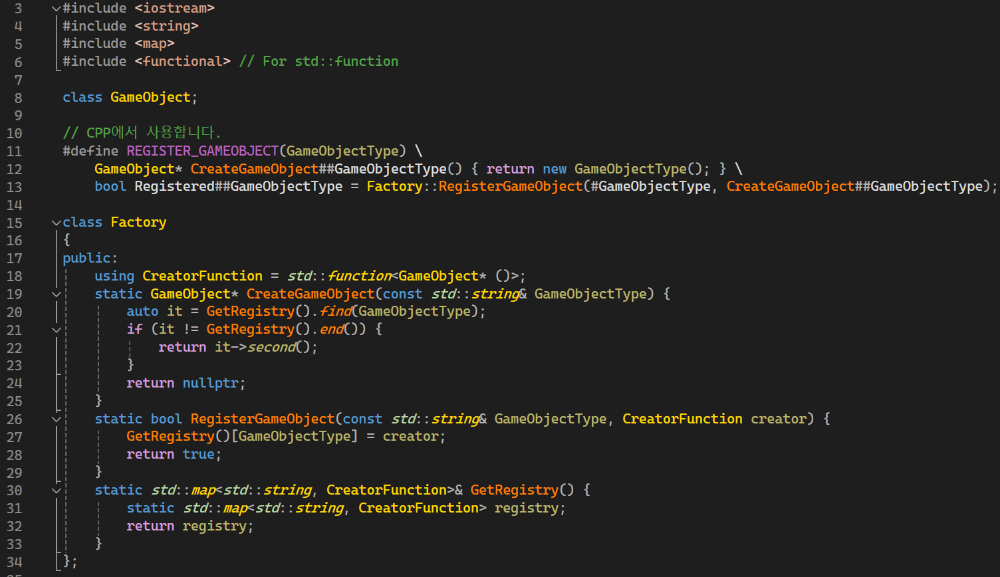 3 #include <iostream>
4 #include <string>
5 #include <map>
6 #include <functional> // For std::function
7
8 class GameObject;
9
10 // CPP에서 사용합니다.
11 #define REGISTER_GAMEOBJECT(GameObjectType) \
12     GameObject* CreateGameObject##GameObjectType() { return new GameObjectType(); } \
13     bool Registered##GameObjectType = Factory::RegisterGameObject(#GameObjectType, CreateGameObject##GameObjectType);
14
15 class Factory
16 {
17 public:
18     using CreatorFunction = std::function<GameObject* ()>;
19     static GameObject* CreateGameObject(const std::string& GameObjectType) {
20         auto it = GetRegistry().find(GameObjectType);
21         if (it != GetRegistry().end()) {
22             return it->second();
23         }
24         return nullptr;
25     }
26     static bool RegisterGameObject(const std::string& GameObjectType, CreatorFunction creator) {
27         GetRegistry()[GameObjectType] = creator;
28         return true;
29     }
30     static std::map<std::string, CreatorFunction>& GetRegistry() {
31         static std::map<std::string, CreatorFunction> registry;
32         return registry;
33     }
34 };